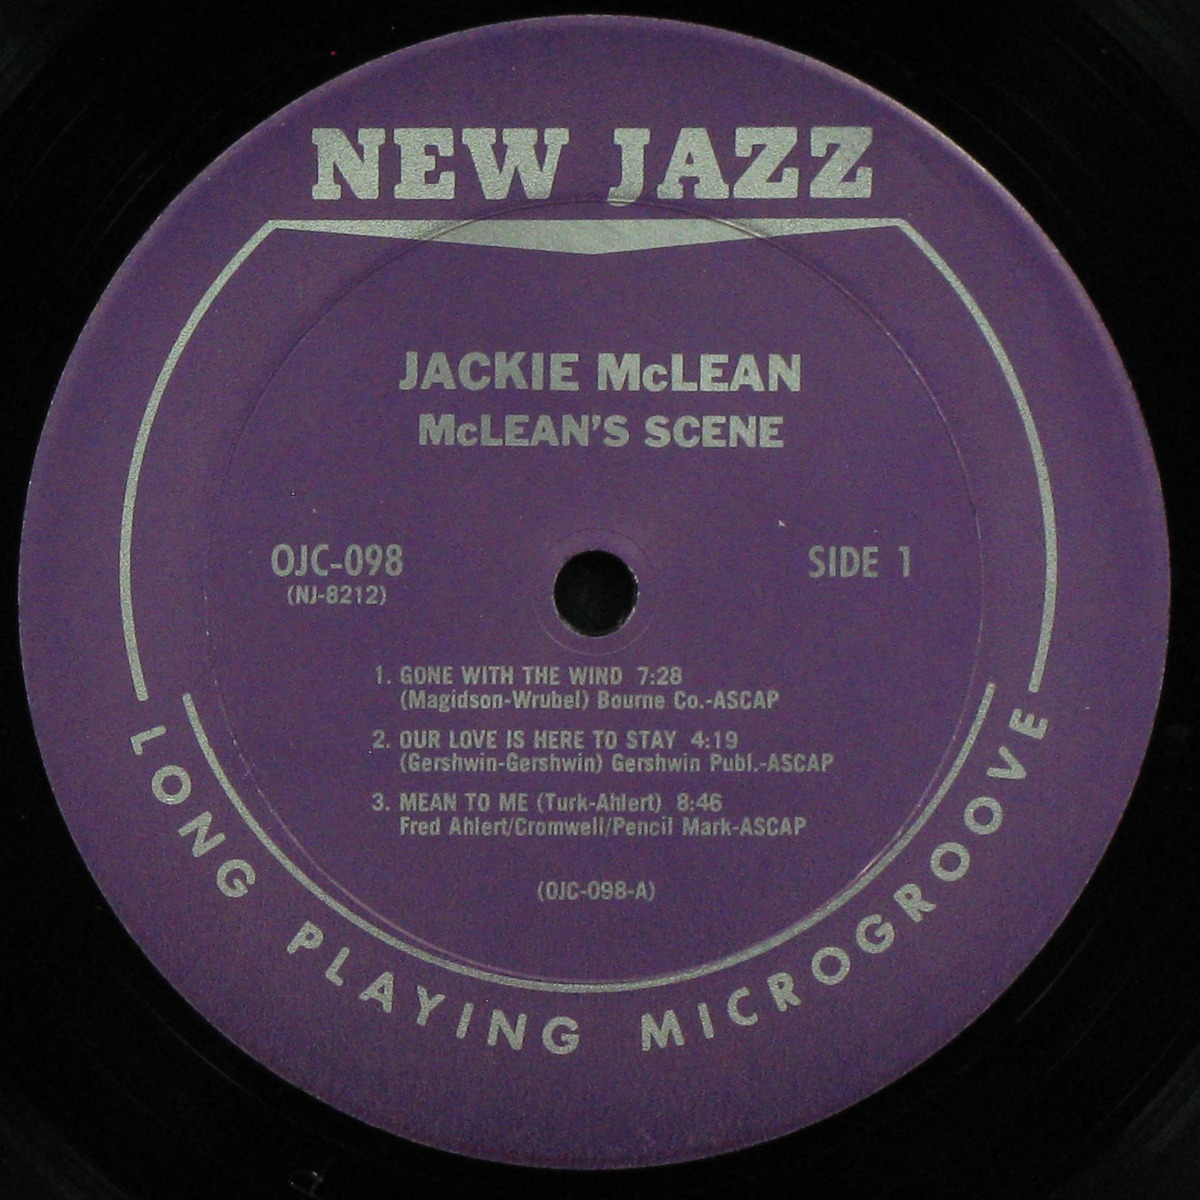 NEW JAZZ
JACKIE McLEAN
McLEAN'S SCENE
OJC-098
(NJ-8212)
SIDE 1
1. GONE WITH THE WIND 7:28
(Magidson-Wrubel) Bourne Co.-ASCAP
2. OUR LOVE IS HERE TO STAY 4:19
(Gershwin-Gershwin) Gershwin Publ.-ASCAP
3. MEAN TO ME (Turk-Ahlert) 8:46
Fred Ahlert/Cromwell/Pencil Mark-ASCAP
(OJC-098-A)
LONG PLAYING MICROGROOVE